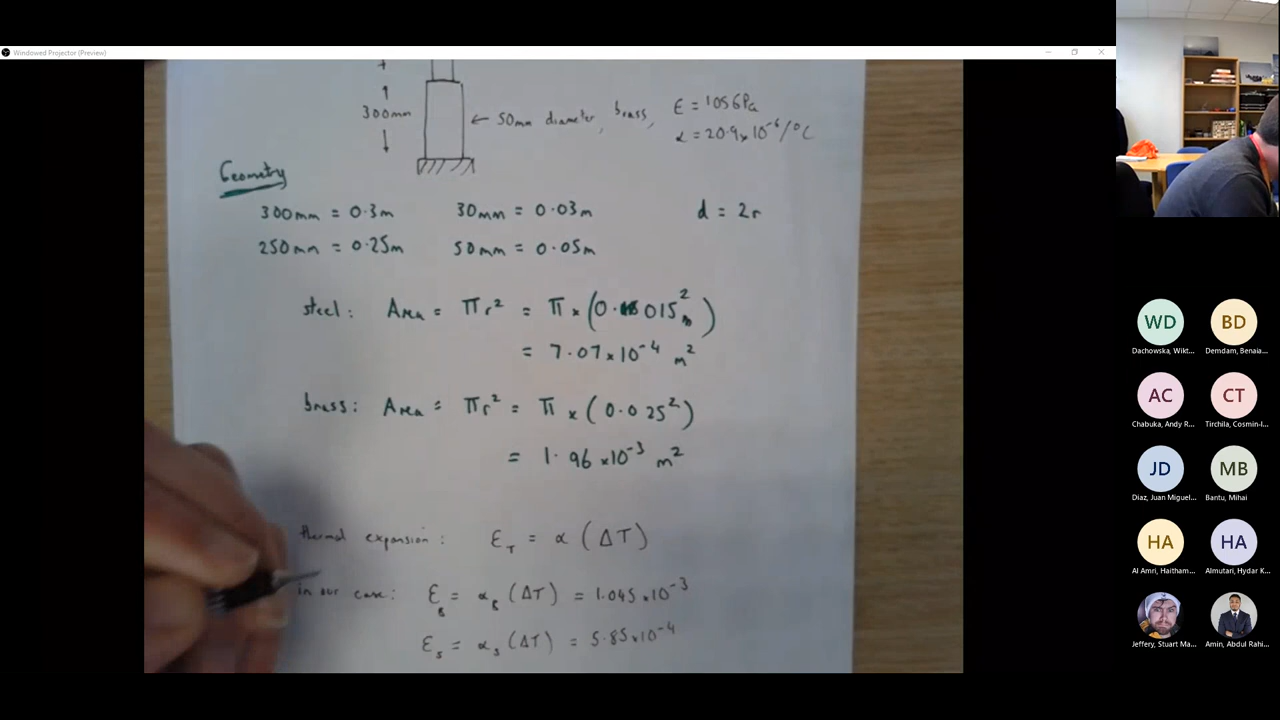 Windowed Projector (Preview)
300mm
← 50mm diameter, brass, E = 105GPa
α = 20.9×10⁻⁶/°C
Geometry
300mm = 0.3m 30mm = 0.03m d = 2r
250mm = 0.25m 50mm = 0.05m
steel: Area = πr² = π × (0.015²)
= 7.07×10⁻⁴ m²
brass: Area = πr² = π × (0.025²)
= 1.96×10⁻³ m²
thermal expansion: ε_T = α (ΔT)
in our case: ε_B = α_B (ΔT) = 1.045×10⁻³
ε_s = α_s (ΔT) = 5.85×10⁻⁴
WD BD
Dachowska, Wikt... Demdam, Benaia...
AC CT
Chabuka, Andy R... Tirchila, Cosmin-I...
JD MB
Diaz, Juan Miguel... Bantu, Mihai
HA HA
Al Amri, Haitham... Almutari, Hydar K...
Jeffery, Stuart Ma... Amin, Abdul Rahi...